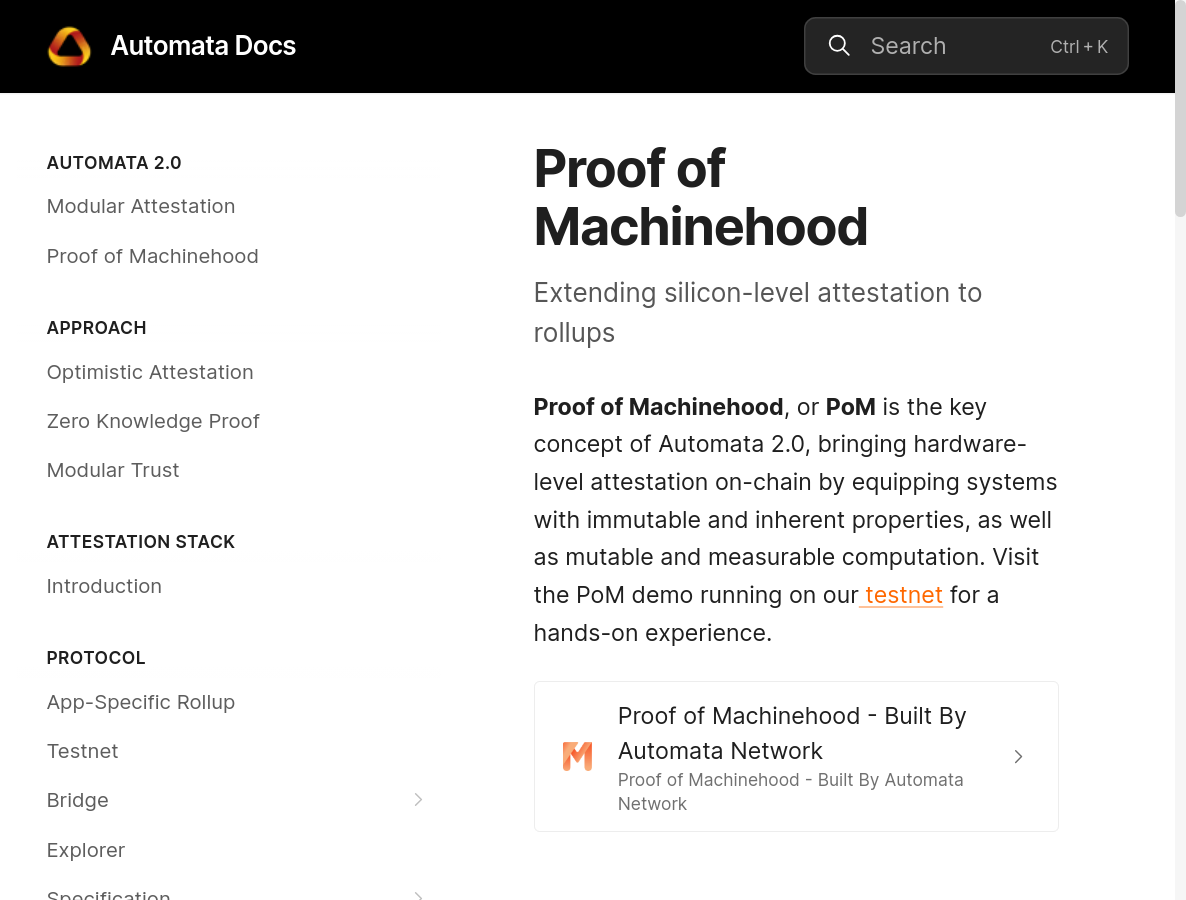 Automata Docs
Search
Ctrl + K
AUTOMATA 2.0
Modular Attestation
Proof of Machinehood
APPROACH
Optimistic Attestation
Zero Knowledge Proof
Modular Trust
ATTESTATION STACK
Introduction
PROTOCOL
App-Specific Rollup
Testnet
Bridge
Explorer
Specification
Proof of
Machinehood
Extending silicon-level attestation to
rollups
Proof of Machinehood, or PoM is the key
concept of Automata 2.0, bringing hardware-
level attestation on-chain by equipping systems
with immutable and inherent properties, as well
as mutable and measurable computation. Visit
the PoM demo running on our testnet for a
hands-on experience.
Proof of Machinehood - Built By
Automata Network
Proof of Machinehood - Built By Automata
Network